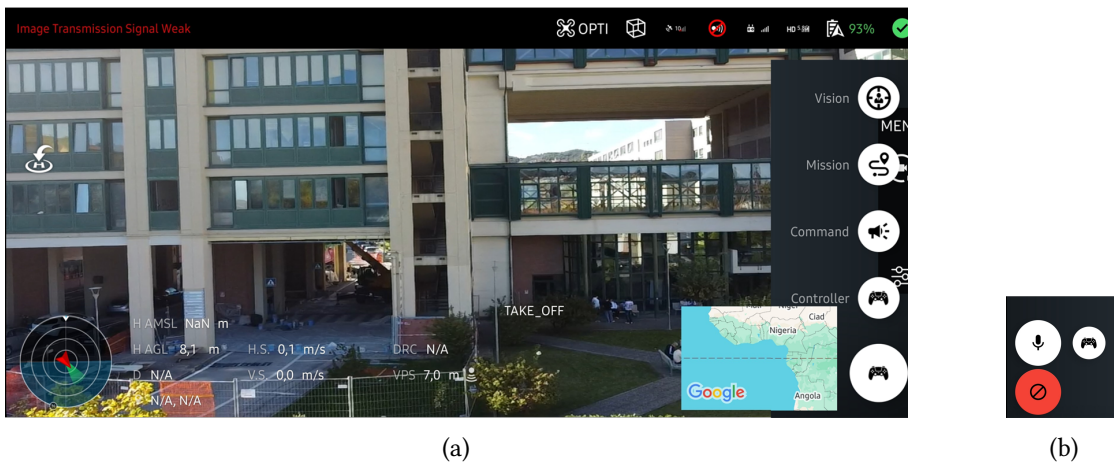 Image Transmission Signal Weak
OPTI
93%
Vision
MEN
Mission
Command
Controller
TAKE_OFF
H AMSL NaN m
H AGL 8,1 m H.S. 0,1 m/s DRC N/A
D N/A V.S. 0,0 m/s VPS 7,0 m
N/A, N/A
Nigeria
Ciad
Angola
Google
(a)
(b)